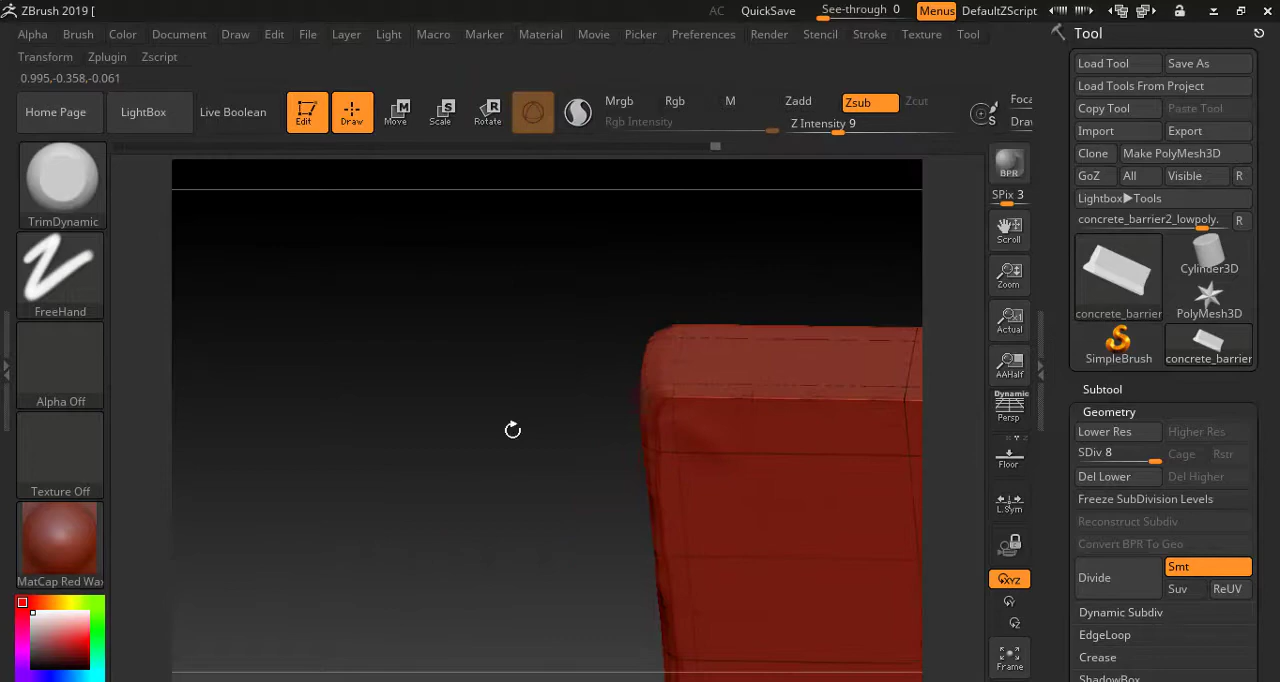 ZBrush 2019 [
AC
QuickSave
See-through 0
Menus
DefaultZScript
Alpha
Brush
Color
Document
Draw
Edit
File
Layer
Light
Macro
Marker
Material
Movie
Picker
Preferences
Render
Stencil
Stroke
Texture
Tool
Transform
Zplugin
Zscript
0.995,-0.358,-0.061
Home Page
LightBox
Live Boolean
Edit
Draw
Move
Scale
Rotate
Mrgb
Rgb
M
Rgb Intensity
Zadd
Zsub
Zcut
Z Intensity 9
Foca
Draw
TrimDynamic
FreeHand
Alpha Off
Texture Off
MatCap Red Wax
BPR
SPix 3
Scroll
Zoom
Actual
AAHalf
Dynamic
Persp
Floor
L.Sym
XYZ
Frame
Tool
Load Tool
Save As
Load Tools From Project
Copy Tool
Paste Tool
Import
Export
Clone
Make PolyMesh3D
GoZ
All
Visible
R
Lightbox▶Tools
concrete_barrier2_lowpoly.
R
concrete_barrier
Cylinder3D
PolyMesh3D
SimpleBrush
concrete_barrier
Subtool
Geometry
Lower Res
Higher Res
SDiv 8
Cage
Rstr
Del Lower
Del Higher
Freeze SubDivision Levels
Reconstruct Subdiv
Convert BPR To Geo
Divide
Smt
Suv
ReUV
Dynamic Subdiv
EdgeLoop
Crease
ShadowBox